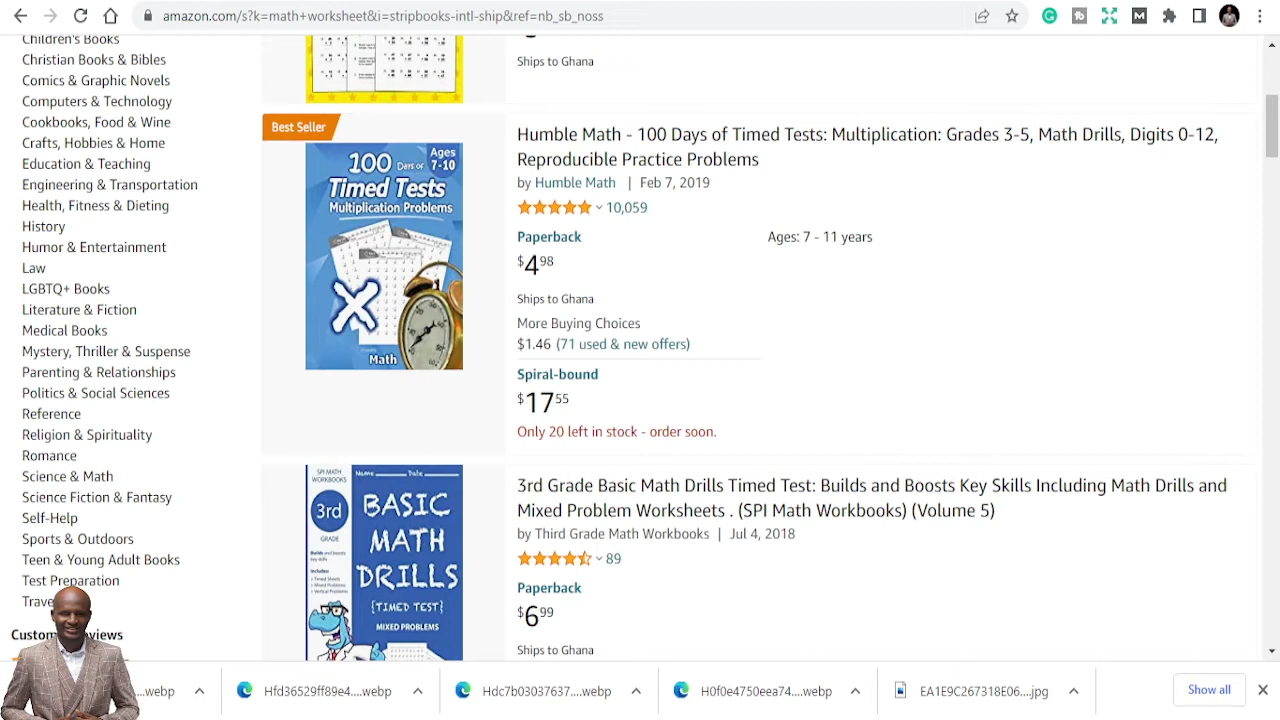 amazon.com/s?k=math+worksheet&i=stripbooks-intl-ship&ref=nb_sb_noss
Children's Books
Christian Books & Bibles
Comics & Graphic Novels
Computers & Technology
Cookbooks, Food & Wine
Crafts, Hobbies & Home
Education & Teaching
Engineering & Transportation
Health, Fitness & Dieting
History
Humor & Entertainment
Law
LGBTQ+ Books
Literature & Fiction
Medical Books
Mystery, Thriller & Suspense
Parenting & Relationships
Politics & Social Sciences
Reference
Religion & Spirituality
Romance
Science & Math
Science Fiction & Fantasy
Self-Help
Sports & Outdoors
Teen & Young Adult Books
Test Preparation
Ships to Ghana
Best Seller
100 Days of
Ages
7-10
Timed Tests
Multiplication Problems
Math
Humble Math - 100 Days of Timed Tests: Multiplication: Grades 3-5, Math Drills, Digits 0-12,
Reproducible Practice Problems
by Humble Math | Feb 7, 2019
10,059
Paperback
Ages: 7 - 11 years
$4 98
Ships to Ghana
More Buying Choices
$1.46 (71 used & new offers)
Spiral-bound
$17 55
Only 20 left in stock - order soon.
SPI MATH
WORKBOOKS
Name Date
3rd
GRADE
BASIC
MATH
DRILLS
{TIMED TEST}
MIXED PROBLEMS
3rd Grade Basic Math Drills Timed Test: Builds and Boosts Key Skills Including Math Drills and
Mixed Problem Worksheets . (SPI Math Workbooks) (Volume 5)
by Third Grade Math Workbooks | Jul 4, 2018
89
Paperback
$6 99
Ships to Ghana
....webp
Hfd36529ff89e4....webp
Hdc7b03037637....webp
H0f0e4750eea74....webp
EA1E9C267318E06....jpg
Show all